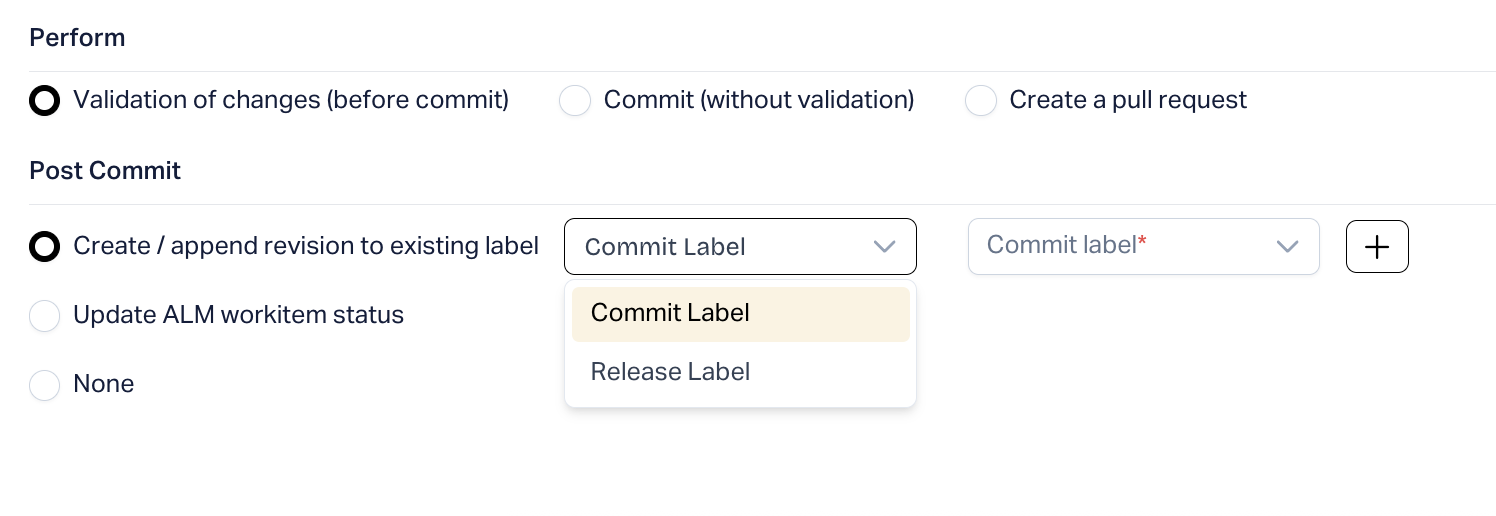 Perform
Validation of changes (before commit) Commit (without validation) Create a pull request
Post Commit
Create / append revision to existing label Commit Label Commit label*
Commit Label
Update ALM workitem status
Release Label
None